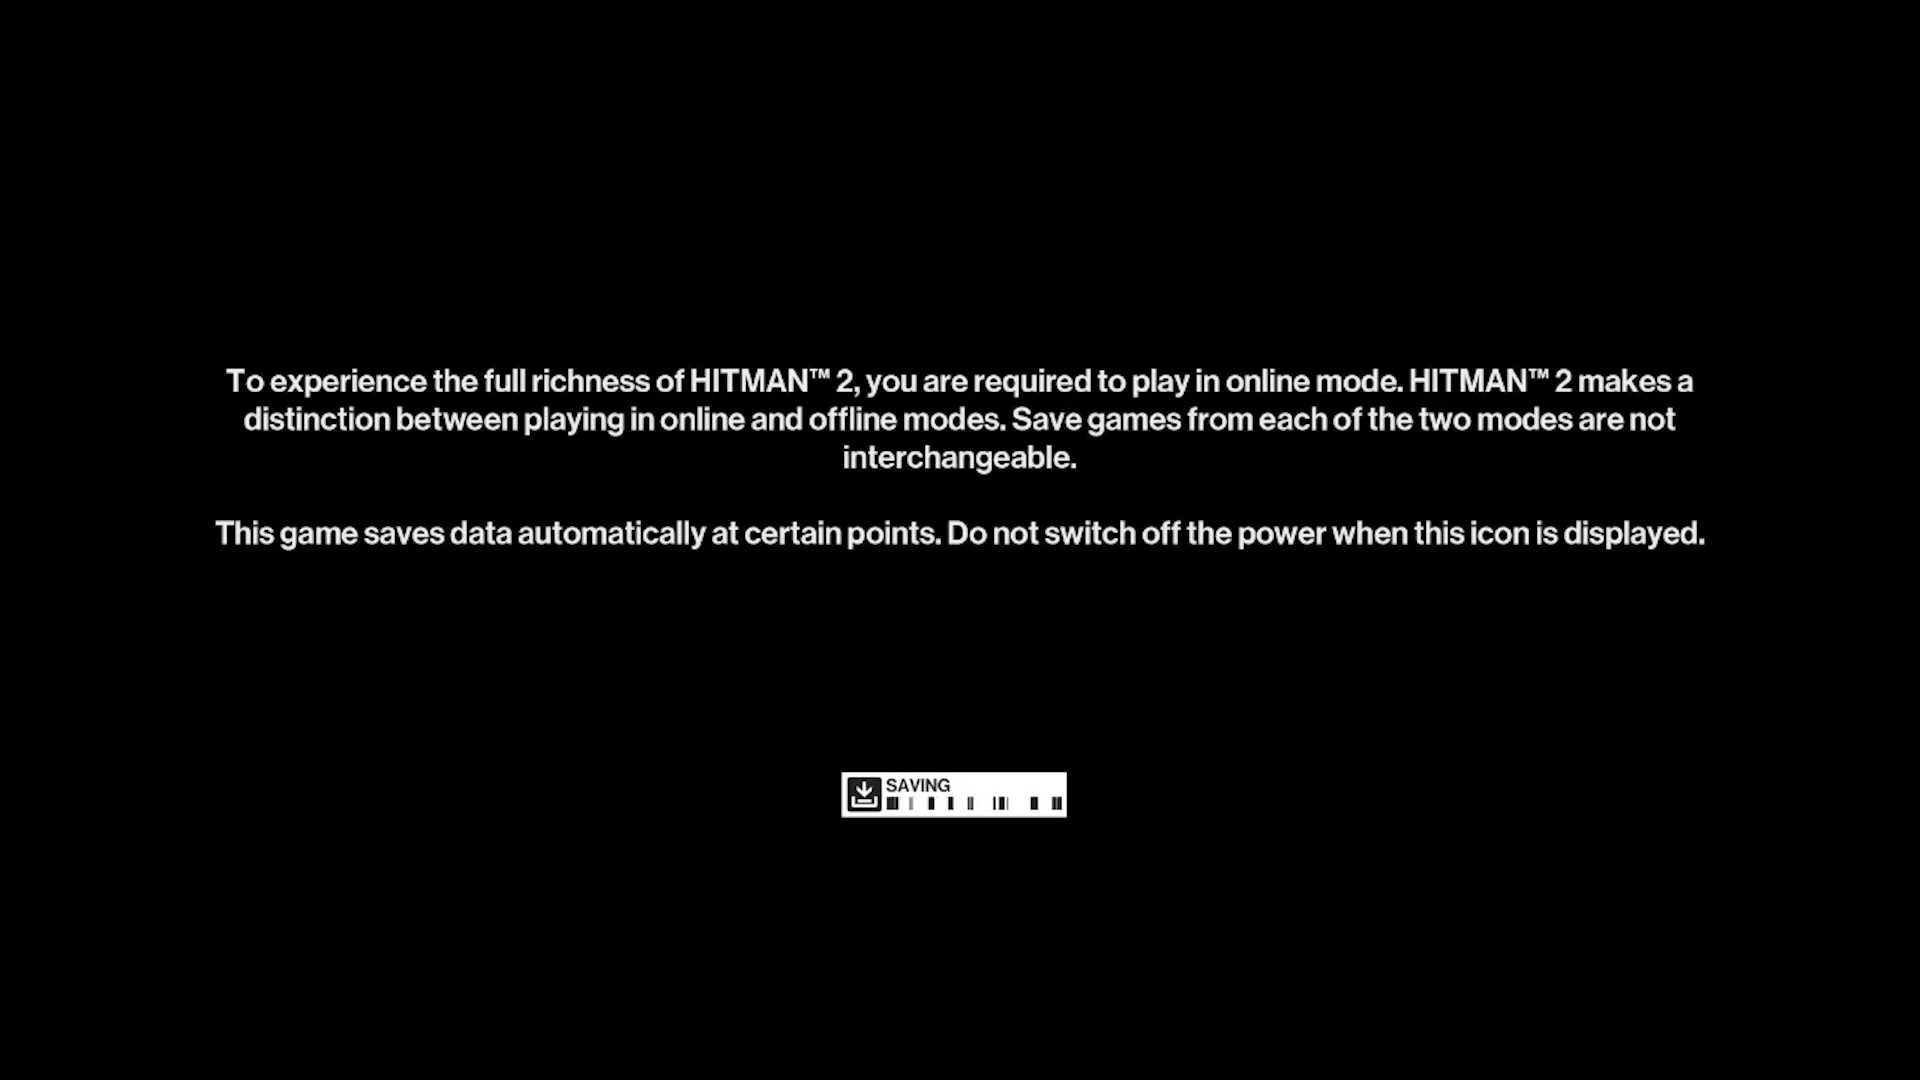 To experience the full richness of HITMAN™ 2, you are required to play in online mode. HITMAN™ 2 makes a
distinction between playing in online and offline modes. Save games from each of the two modes are not
interchangeable.
This game saves data automatically at certain points. Do not switch off the power when this icon is displayed.
SAVING